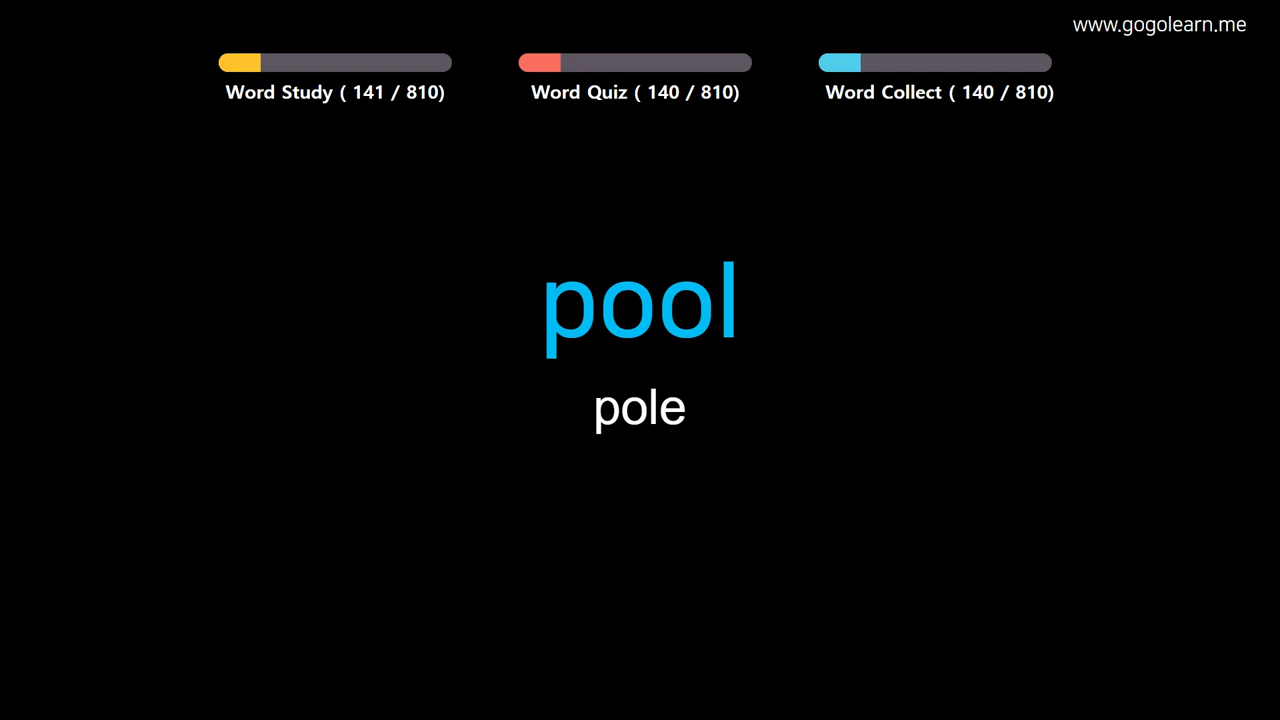 www.gogolearn.me
Word Study ( 141 / 810)
Word Quiz ( 140 / 810)
Word Collect ( 140 / 810)
pool
pole